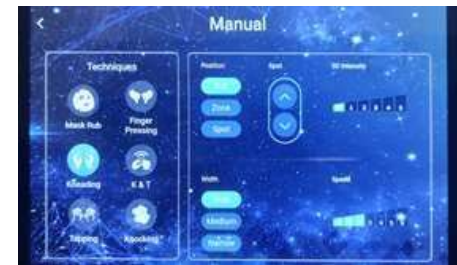 Manual
Techniques
Mask Rub
Finger
Pressing
Kneading
K & T
Tapping
Knocking
Position
Zone
Spot
Spot
3D Intensity
Width
Medium
Narrow
Speed